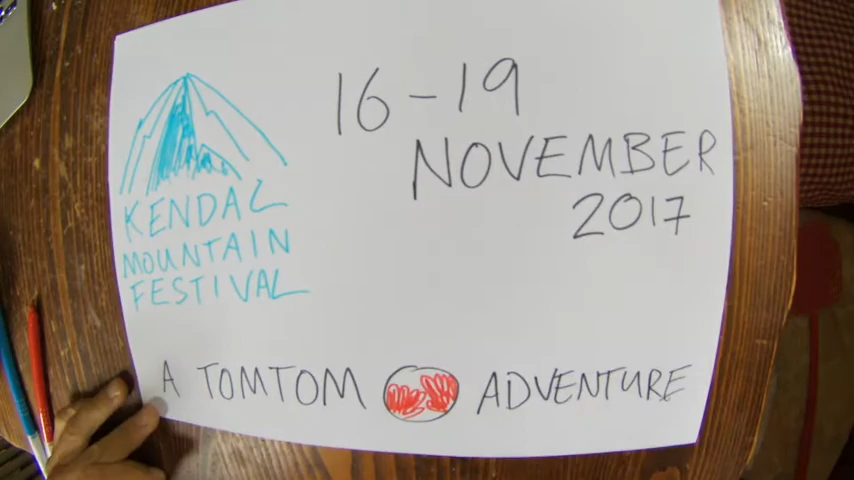 16-19
NOVEMBER
2017
KENDAL
MOUNTAIN
FESTIVAL
A TOMTOM ADVENTURE